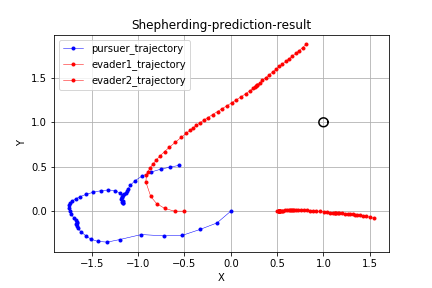 Shepherding-prediction-result
pursuer_trajectory
evader1_trajectory
evader2_trajectory
Y
1.5
1.0
0.5
0.0
−1.5 −1.0 −0.5 0.0 0.5 1.0 1.5
X